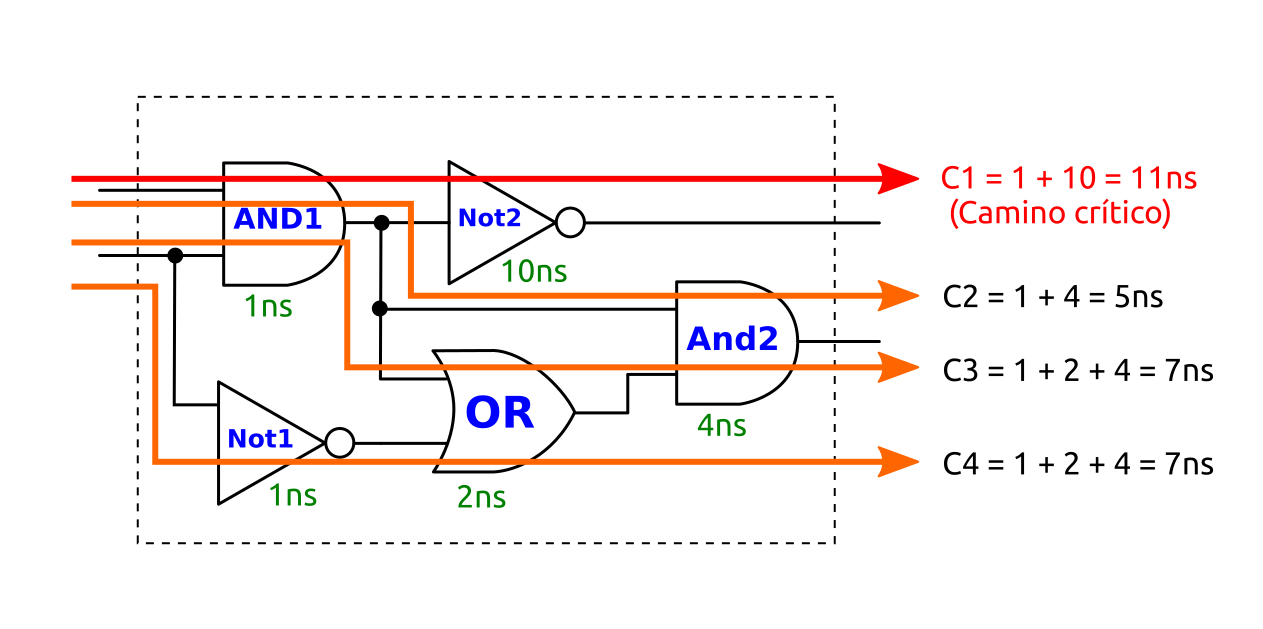 C1 = 1 + 10 = 11ns
(Camino crítico)
AND1
Not2
10ns
1ns
C2 = 1 + 4 = 5ns
And2
C3 = 1 + 2 + 4 = 7ns
OR
4ns
Not1
C4 = 1 + 2 + 4 = 7ns
1ns
2ns